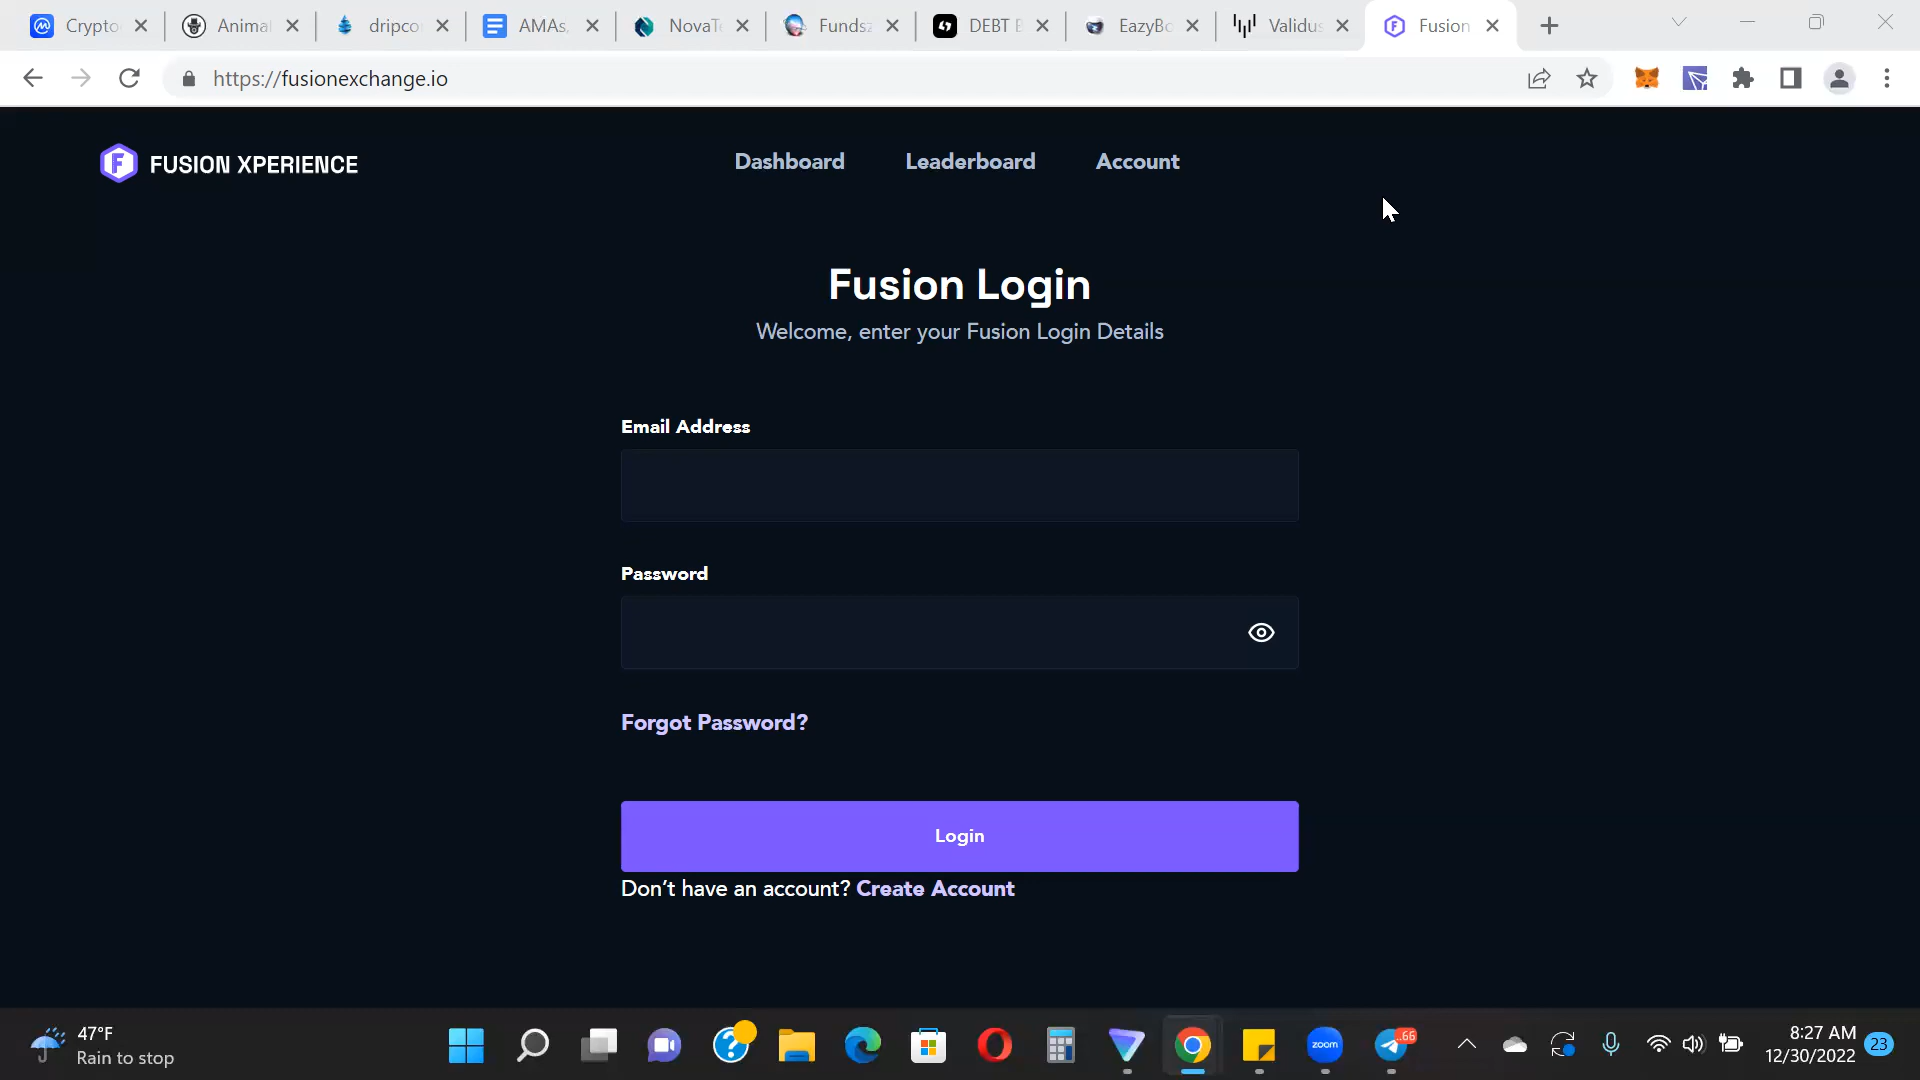 Crypto
Animal
dripco
AMAs,
NovaTe
Fundsz
DEBT B
EazyBo
Validus
Fusion
https://fusionexchange.io
F FUSION XPERIENCE
Dashboard
Leaderboard
Account
Fusion Login
Welcome, enter your Fusion Login Details
Email Address
Password
Forgot Password?
Login
Don't have an account? Create Account
47°F
Rain to stop
zoom
..66
8:27 AM
12/30/2022
23